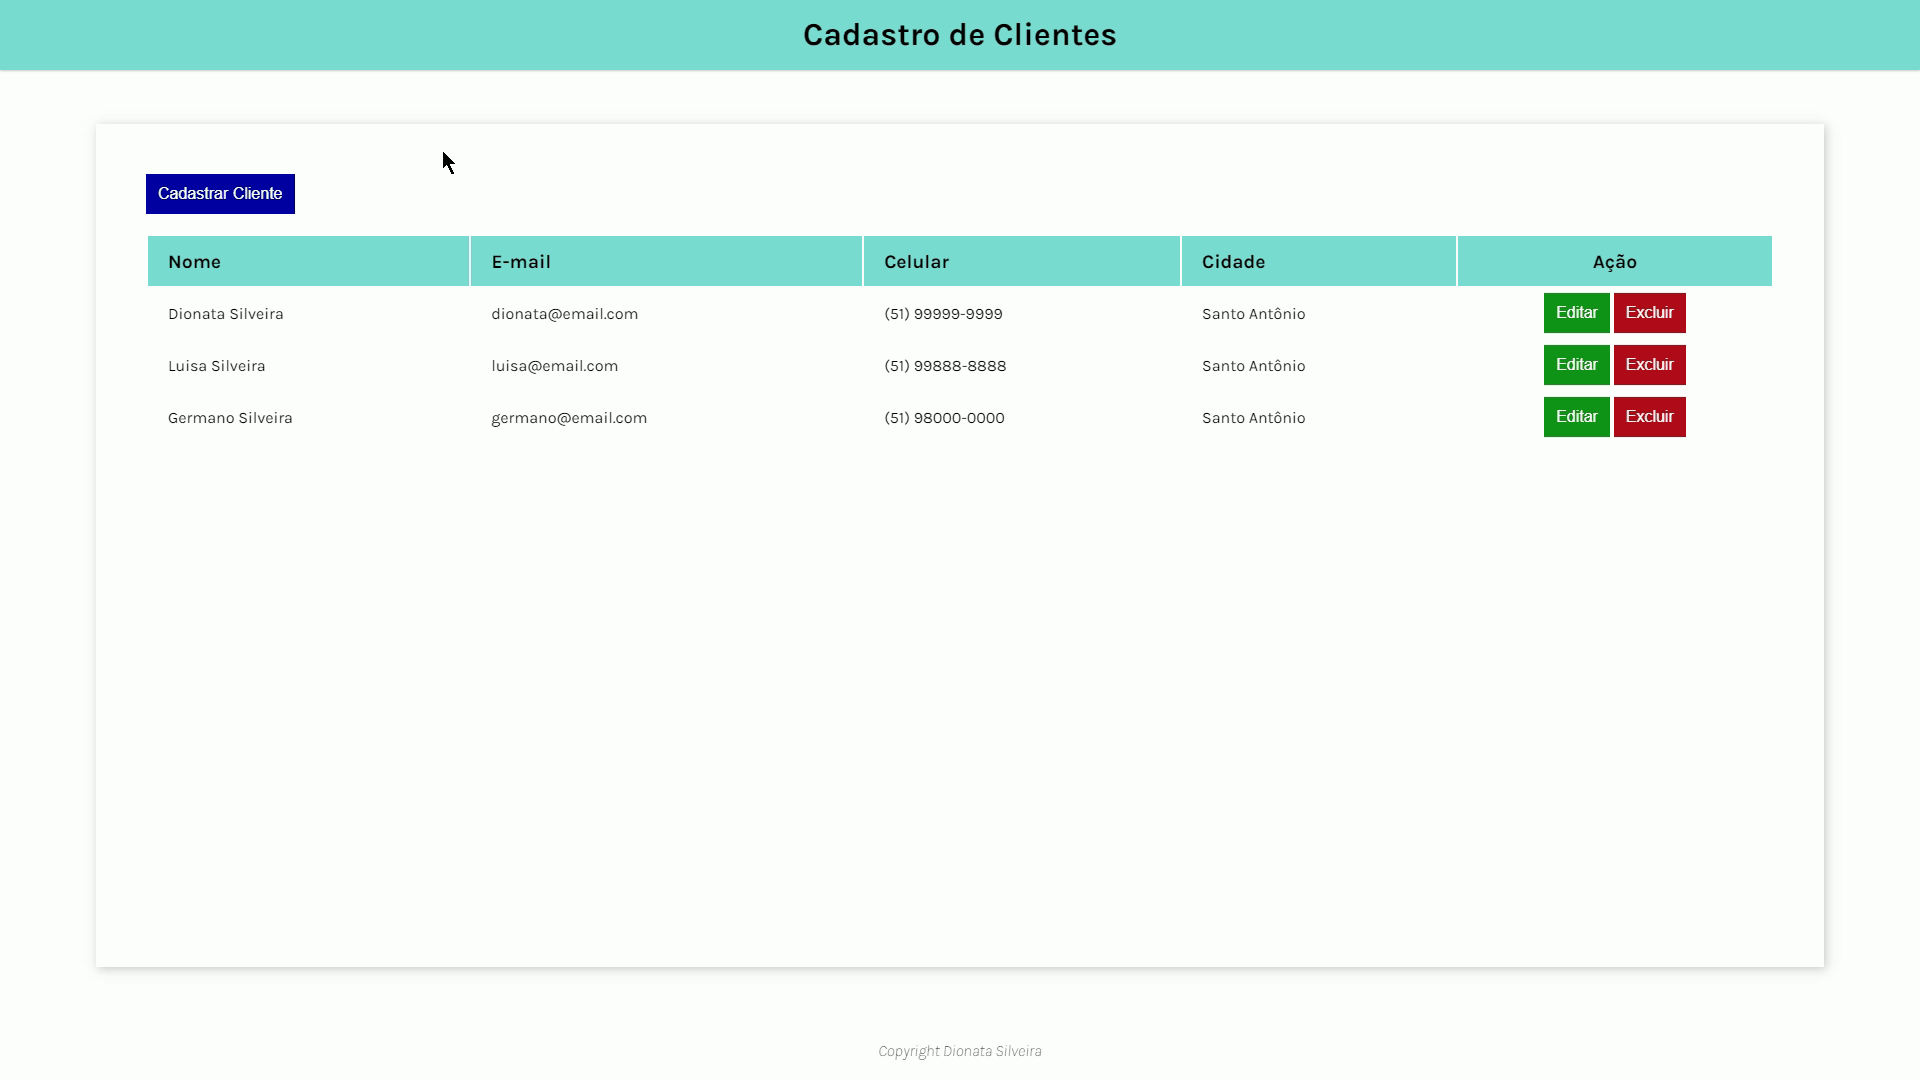 Cadastro de Clientes
Cadastrar Cliente
Nome E-mail Celular Cidade Ação
Dionata Silveira dionata@email.com (51) 99999-9999 Santo Antônio Editar Excluir
Luisa Silveira luisa@email.com (51) 99888-8888 Santo Antônio Editar Excluir
Germano Silveira germano@email.com (51) 98000-0000 Santo Antônio Editar Excluir
Copyright Dionata Silveira